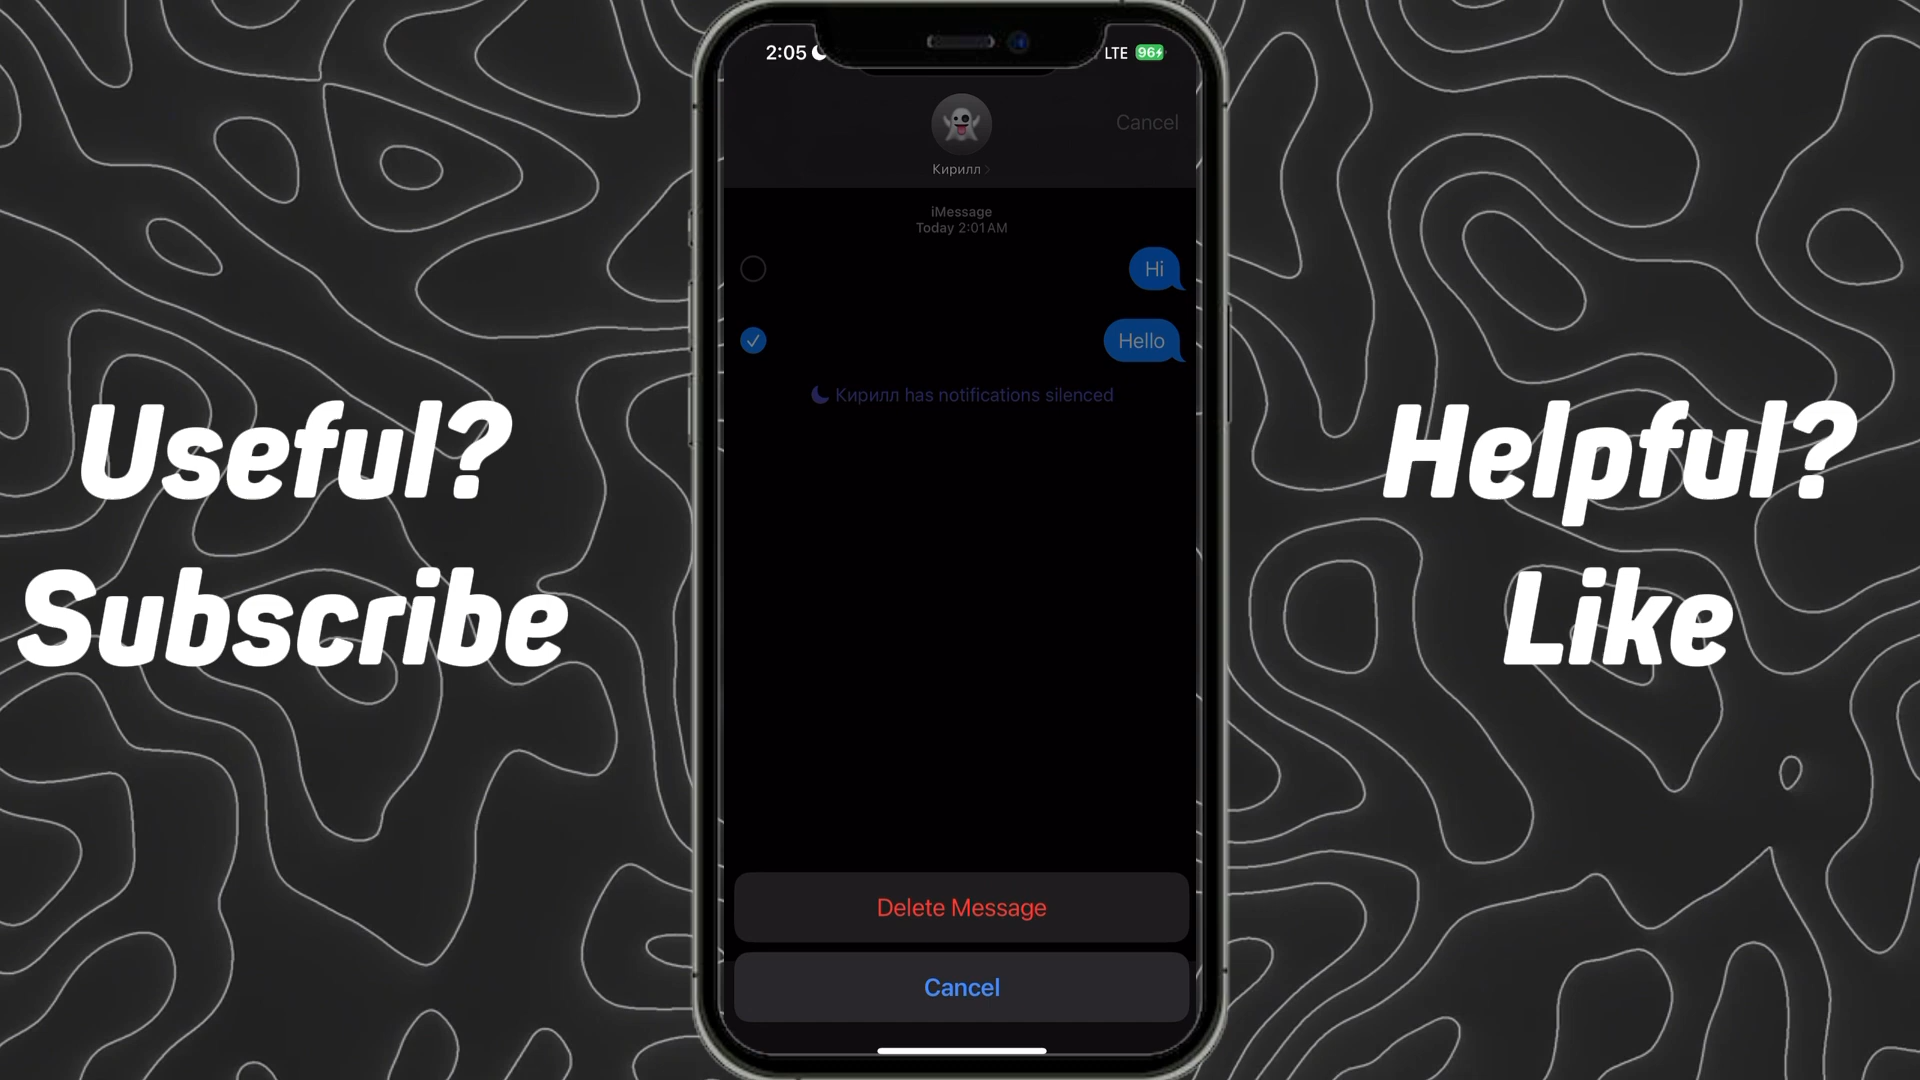 2:05
LTE 96
Cancel
Кирилл
iMessage
Today 2:01 AM
Hi
Hello
Кирилл has notifications silenced
Useful?
Subscribe
Helpful?
Like
Delete Message
Cancel